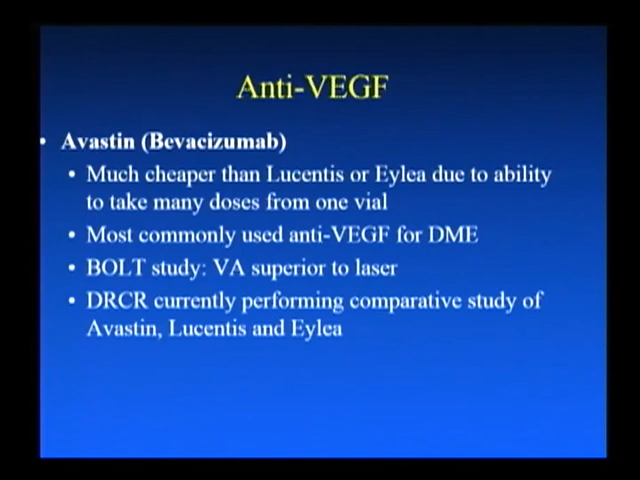 Anti-VEGF
• Avastin (Bevacizumab)
• Much cheaper than Lucentis or Eylea due to ability
to take many doses from one vial
• Most commonly used anti-VEGF for DME
• BOLT study: VA superior to laser
• DRCR currently performing comparative study of
Avastin, Lucentis and Eylea